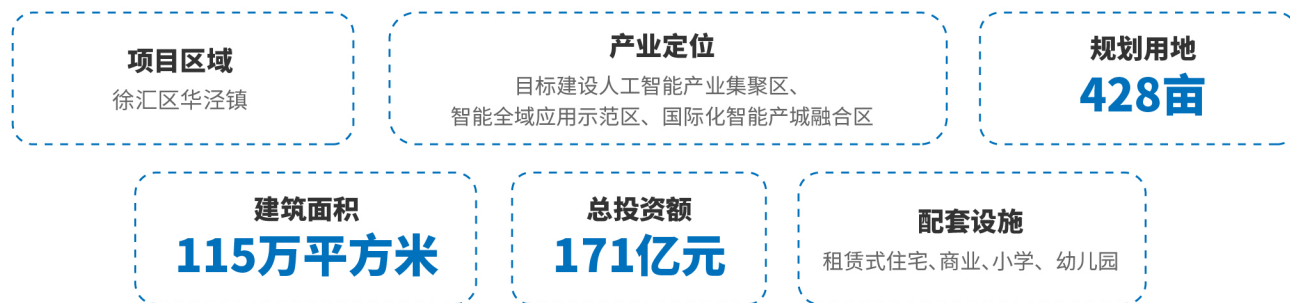 项目区域
徐汇区华泾镇
产业定位
目标建设人工智能产业集聚区、
智能全域应用示范区、国际化智能产城融合区
规划用地
428亩
建筑面积
115万平方米
总投资额
171亿元
配套设施
租赁式住宅、商业、小学、幼儿园